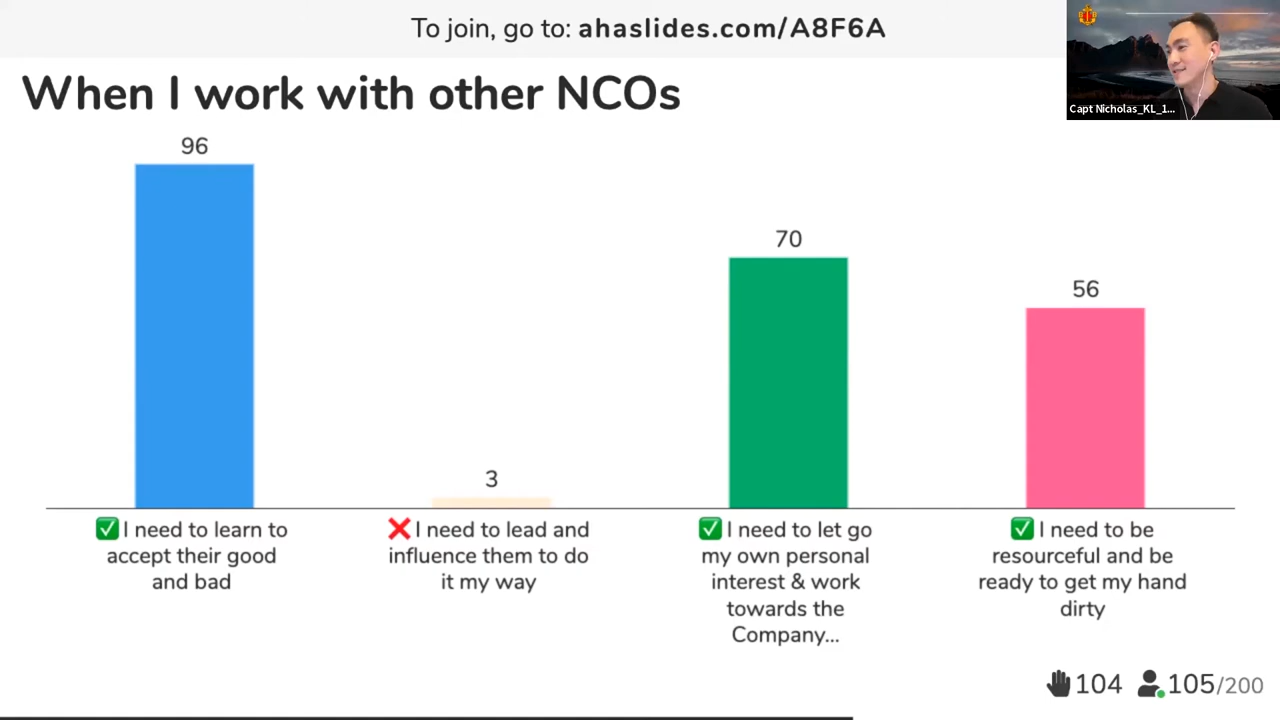 To join, go to: ahaslides.com/A8F6A
When I work with other NCOs
Capt Nicholas_KL_1...
96
3
70
56
✅ I need to learn to
accept their good
and bad
❌ I need to lead and
influence them to do
it my way
✅ I need to let go
my own personal
interest & work
towards the
Company...
✅ I need to be
resourceful and be
ready to get my hand
dirty
104 105/200